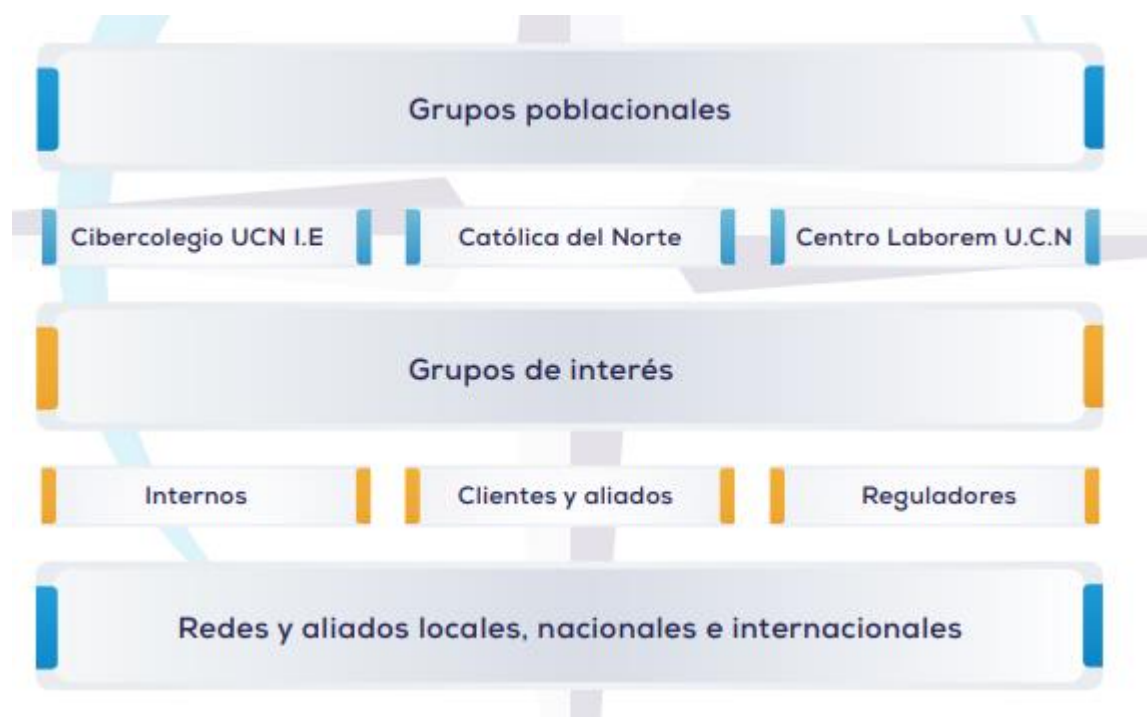 Grupos poblacionales
Cibercolegio UCN I.E
Católica del Norte
Centro Laborem U.C.N
Grupos de interés
Internos
Clientes y aliados
Reguladores
Redes y aliados locales, nacionales e internacionales